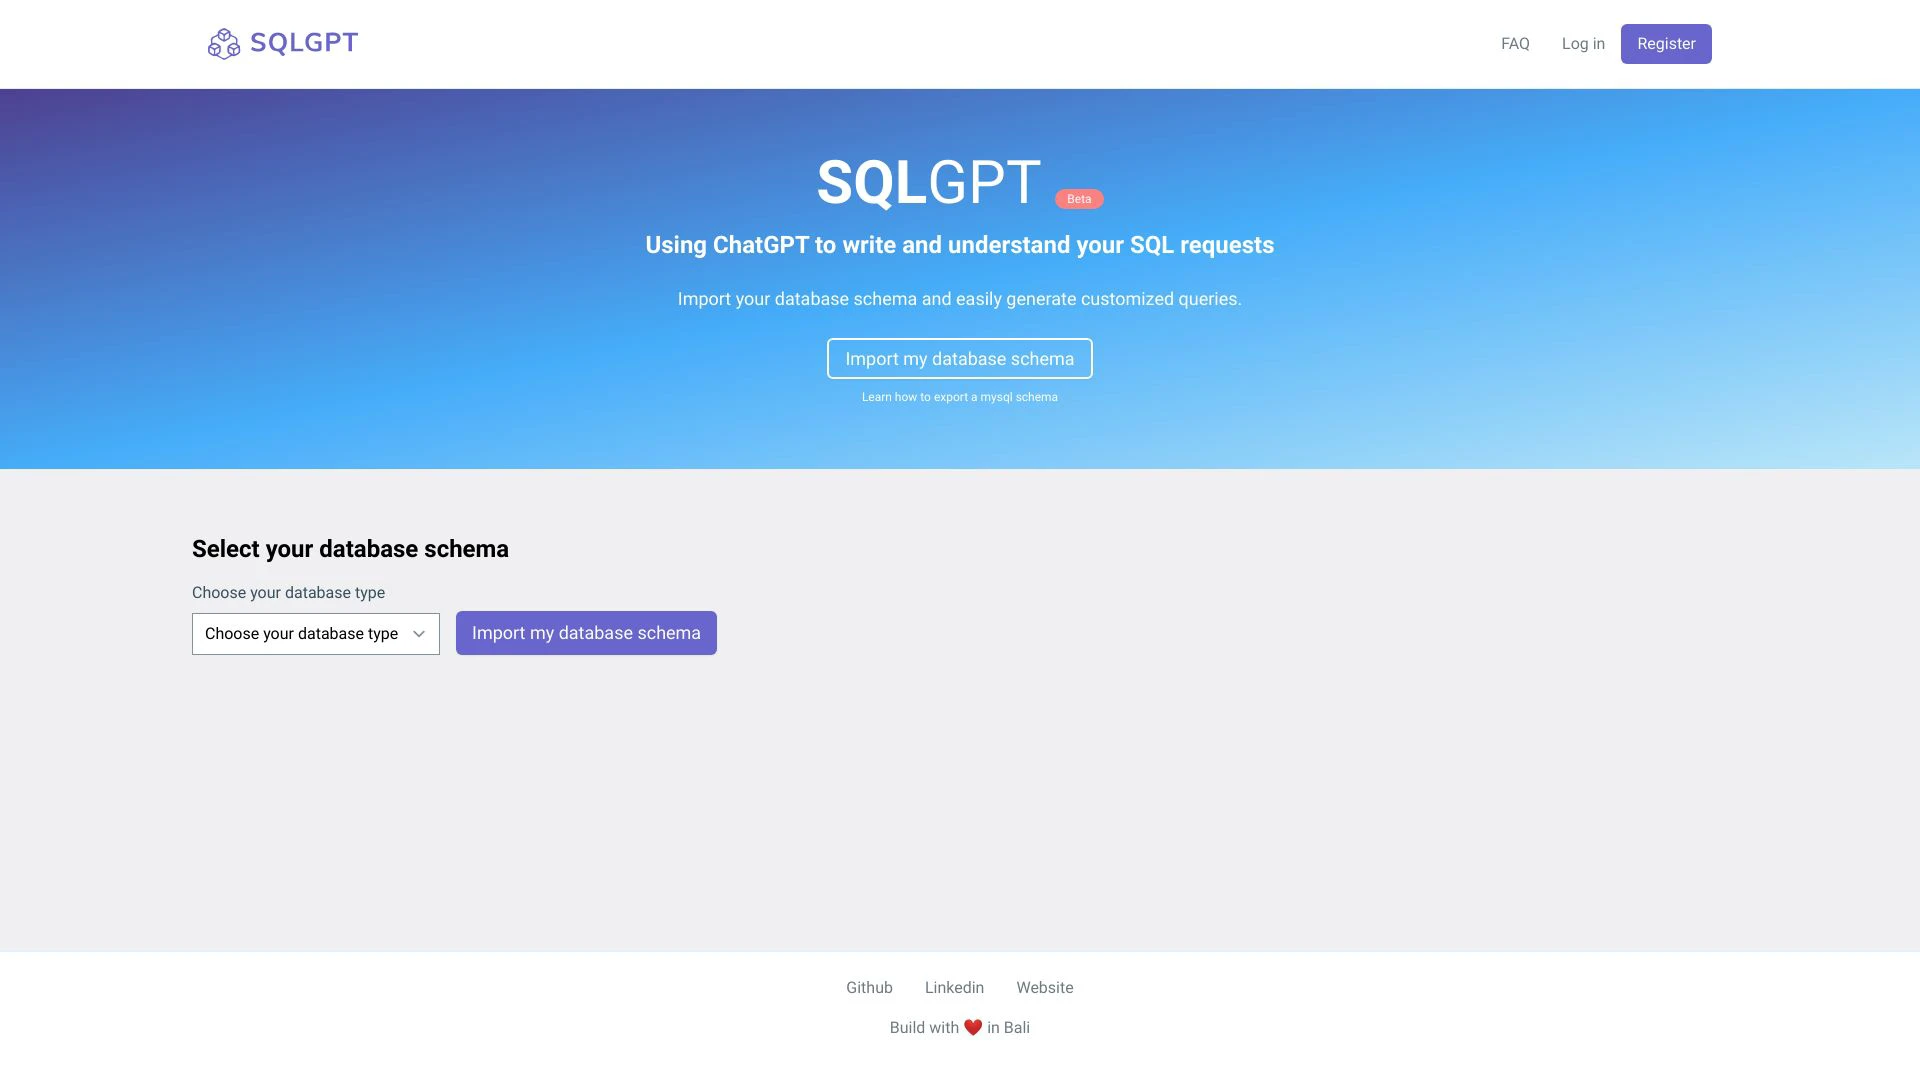 SQLGPT
FAQ Log in Register
SQLGPT Beta
Using ChatGPT to write and understand your SQL requests
Import your database schema and easily generate customized queries.
Import my database schema
Learn how to export a mysql schema
Select your database schema
Choose your database type
Choose your database type Import my database schema
Github Linkedin Website
Build with ❤️ in Bali